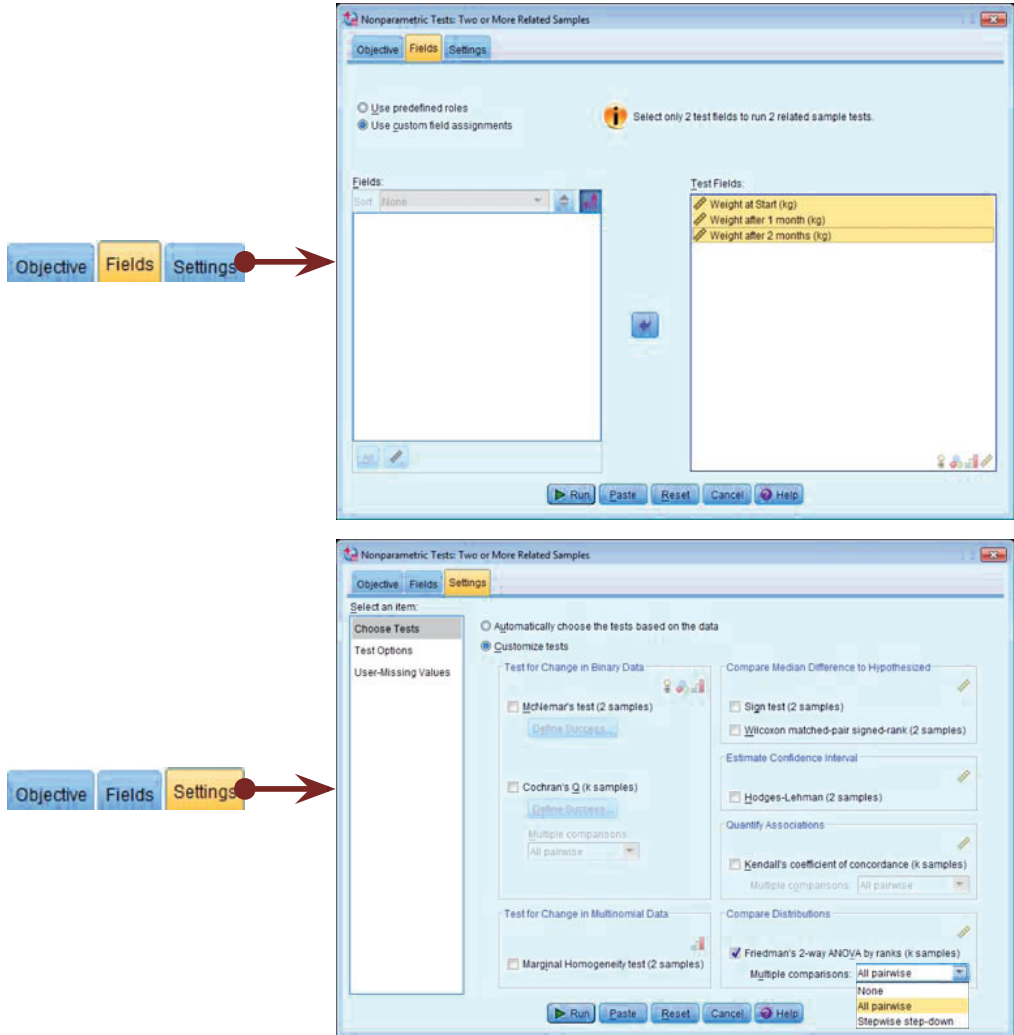 Nonparametric Tests: Two or More Related Samples
Objective Fields Settings
Use predefined roles
Use custom field assignments
Select only 2 test fields to run 2 related sample tests.
Fields:
Sort: None
Test Fields:
Weight at Start (kg)
Weight after 1 month (kg)
Weight after 2 months (kg)
Objective Fields Settings
All
Run Paste Reset Cancel Help
Nonparametric Tests: Two or More Related Samples
Objective Fields Settings
Select an item:
Choose Tests
Test Options
User-Missing Values
Automatically choose the tests based on the data
Customize tests
Test for Change in Binary Data
McNemar's test (2 samples)
Define Success...
Cochran's Q (k samples)
Define Success...
Multiple comparisons:
All pairwise
Compare Median Difference to Hypothesized
Sign test (2 samples)
Wilcoxon matched-pair signed-rank (2 samples)
Estimate Confidence Interval
Hodges-Lehman (2 samples)
Quantify Associations
Kendall's coefficient of concordance (k samples)
Multiple comparisons: All pairwise
Objective Fields Settings
Test for Change in Multinomial Data
Marginal Homogeneity test (2 samples)
Compare Distributions
Friedman's 2-way ANOVA by ranks (k samples)
Multiple comparisons: All pairwise
None
All pairwise
Stepwise step-down
Run Paste Reset Cancel Help